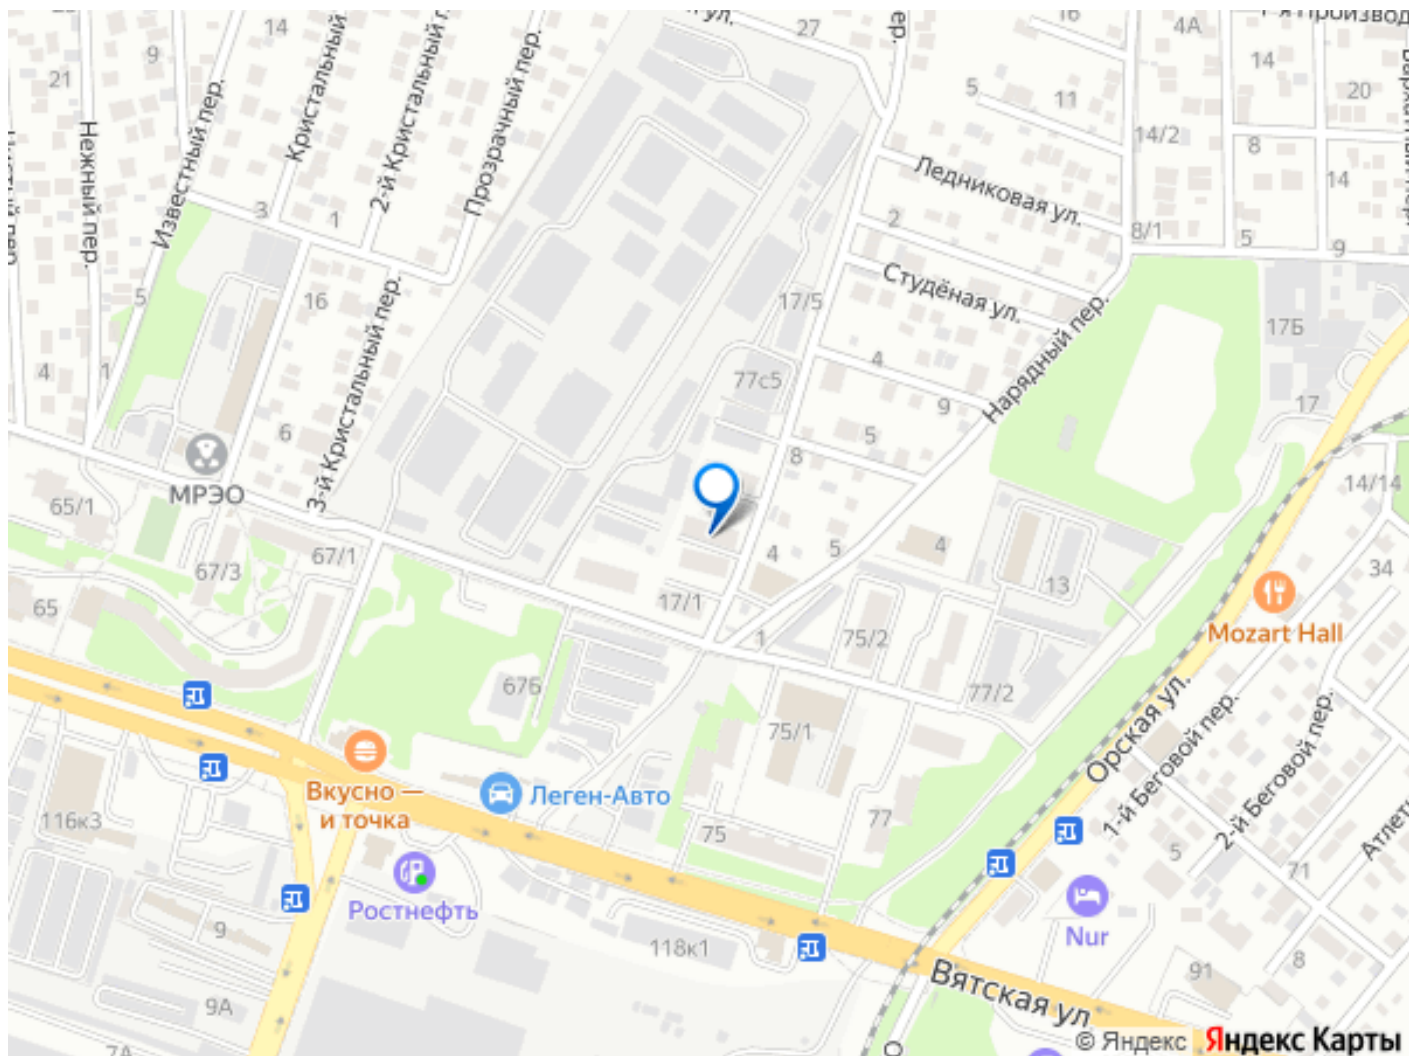 14
9
21
Нежный пер.
Известный пер.
Кристальный
2-й Кристальный
Прозрачный пер.
3
1
5
16
4
1
6
3-й Кристальный пер.
ул.
27
пер.
16
4А
14
20
5
11
14/2
8
14
Ледниковая ул.
2
8/1
5
9
Студёная ул.
17/5
Нарядный пер.
17Б
4
77с5
9
17
5
8
МРЭО
65/1
14/14
67/1
67/3
4
5
4
13
34
65
17/1
1
75/2
Mozart Hall
67Б
77/2
75/1
Орская ул.
1-й Беговой пер.
2-й Беговой пер.
Вкусно —
и точка
Леген-Авто
116к3
75
77
5
71
Ростнефть
Nur
9
118к1
91
8
9А
Вятская ул
7А
© Яндекс
Яндекс Карты